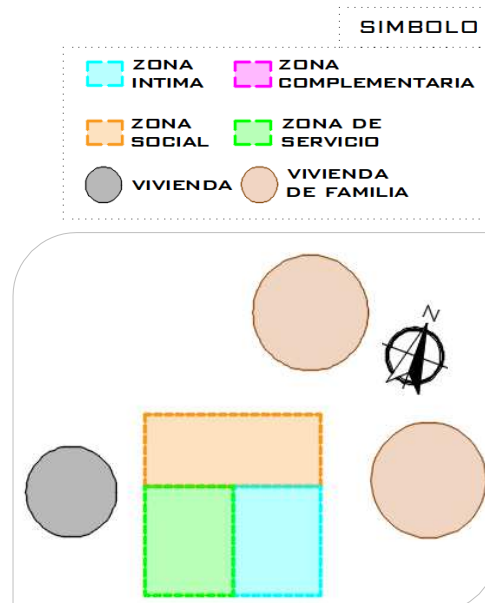 SIMBOLO
ZONA
INTIMA
ZONA
COMPLEMENTARIA
ZONA
SOCIAL
ZONA DE
SERVICIO
VIVIENDA
VIVIENDA
DE FAMILIA
N